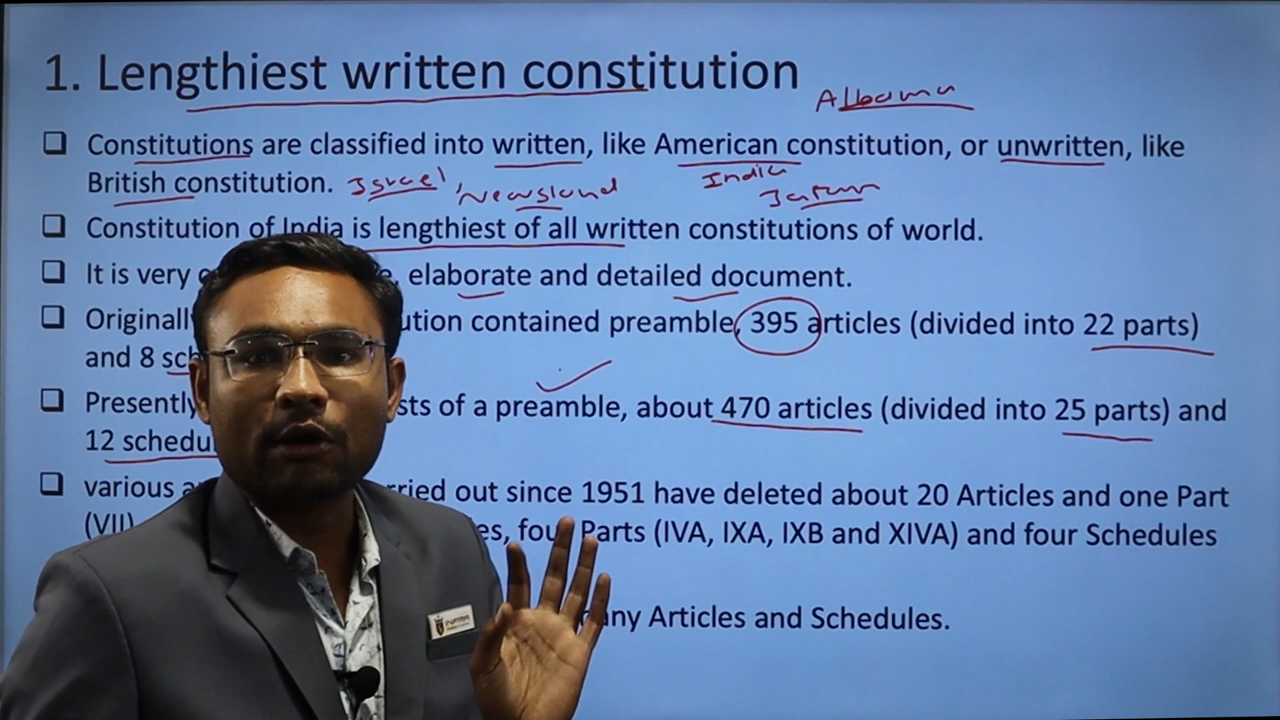 1. Lengthiest written constitution
Albama
Constitutions are classified into written, like American constitution, or unwritten, like
British constitution. Israel, Newzland India Japan
Constitution of India is lengthiest of all written constitutions of world.
It is very elaborate and detailed document.
Originall ution contained preamble, 395 articles (divided into 22 parts)
and 8 sch
Presently sts of a preamble, about 470 articles (divided into 25 parts) and
12 schedu
various a rried out since 1951 have deleted about 20 Articles and one Part
(VII) es, four Parts (IVA, IXA, IXB and XIVA) and four Schedules
any Articles and Schedules.